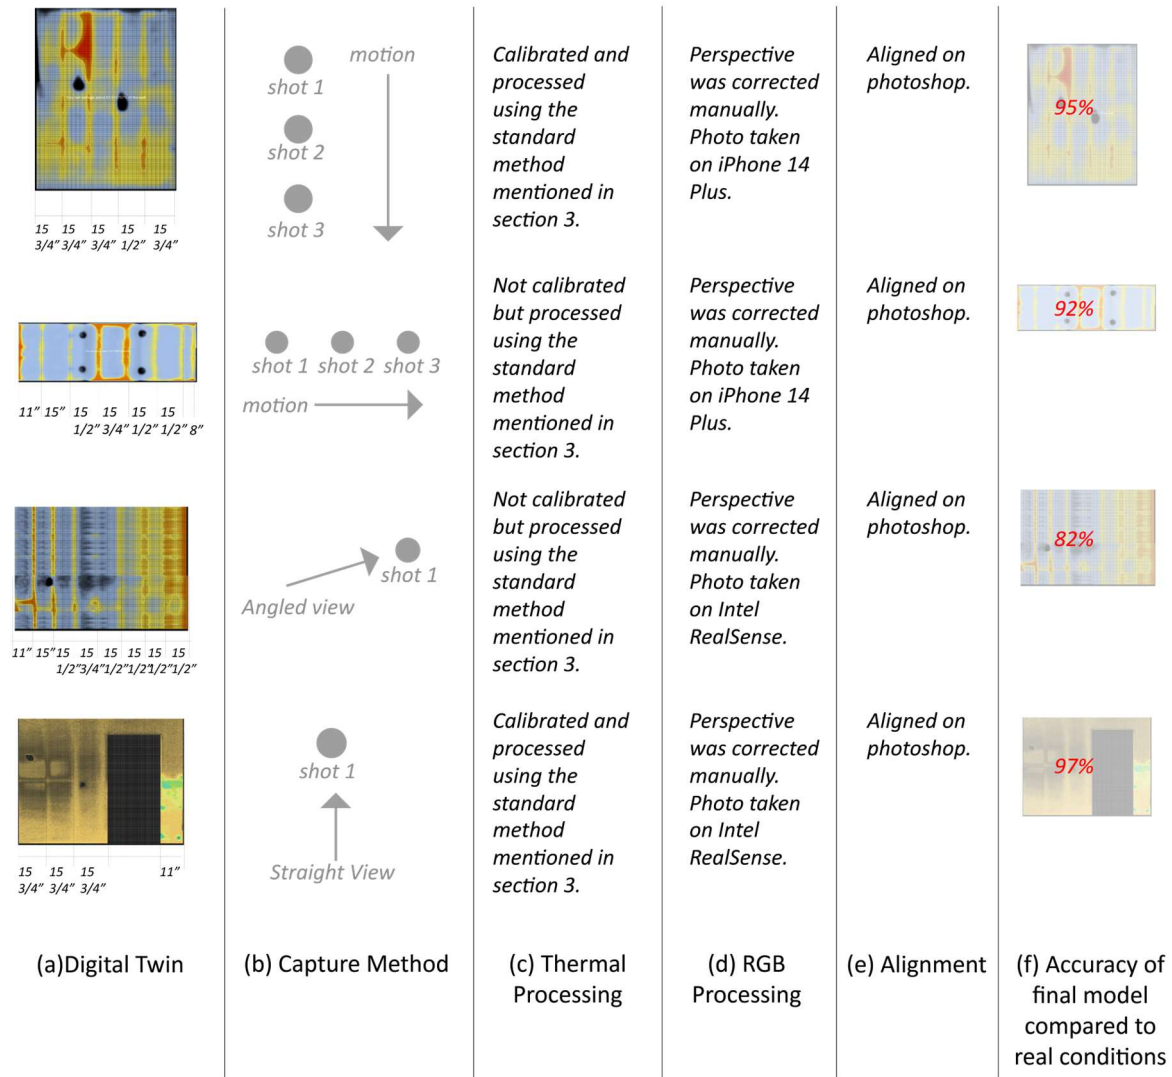 shot 1
motion
shot 2
shot 3
Calibrated and
processed
using the
standard
method
mentioned in
section 3.
Perspective
was corrected
manually.
Photo taken
on iPhone 14
Plus.
Aligned on
photoshop.
95%
15 15 15 15 15
3/4” 3/4” 3/4” 1/2” 3/4”
shot 1 shot 2 shot 3
motion
Not calibrated
but processed
using the
standard
method
mentioned in
section 3.
Perspective
was corrected
manually.
Photo taken
on iPhone 14
Plus.
Aligned on
photoshop.
92%
11” 15” 15 15 15 15
1/2” 3/4” 1/2” 1/2” 8”
shot 1
Angled view
Not calibrated
but processed
using the
standard
method
mentioned in
section 3.
Perspective
was corrected
manually.
Photo taken
on Intel
RealSense.
Aligned on
photoshop.
82%
11” 15” 15 15 15 15 15 15
1/2” 3/4” 1/2” 1/2” 1/2” 1/2”
shot 1
Straight View
Calibrated and
processed
using the
standard
method
mentioned in
section 3.
Perspective
was corrected
manually.
Photo taken
on Intel
RealSense.
Aligned on
photoshop.
97%
15 15 15 11”
3/4” 3/4” 3/4”
(a)Digital Twin
(b) Capture Method
(c) Thermal
Processing
(d) RGB
Processing
(e) Alignment
(f) Accuracy of
final model
compared to
real conditions